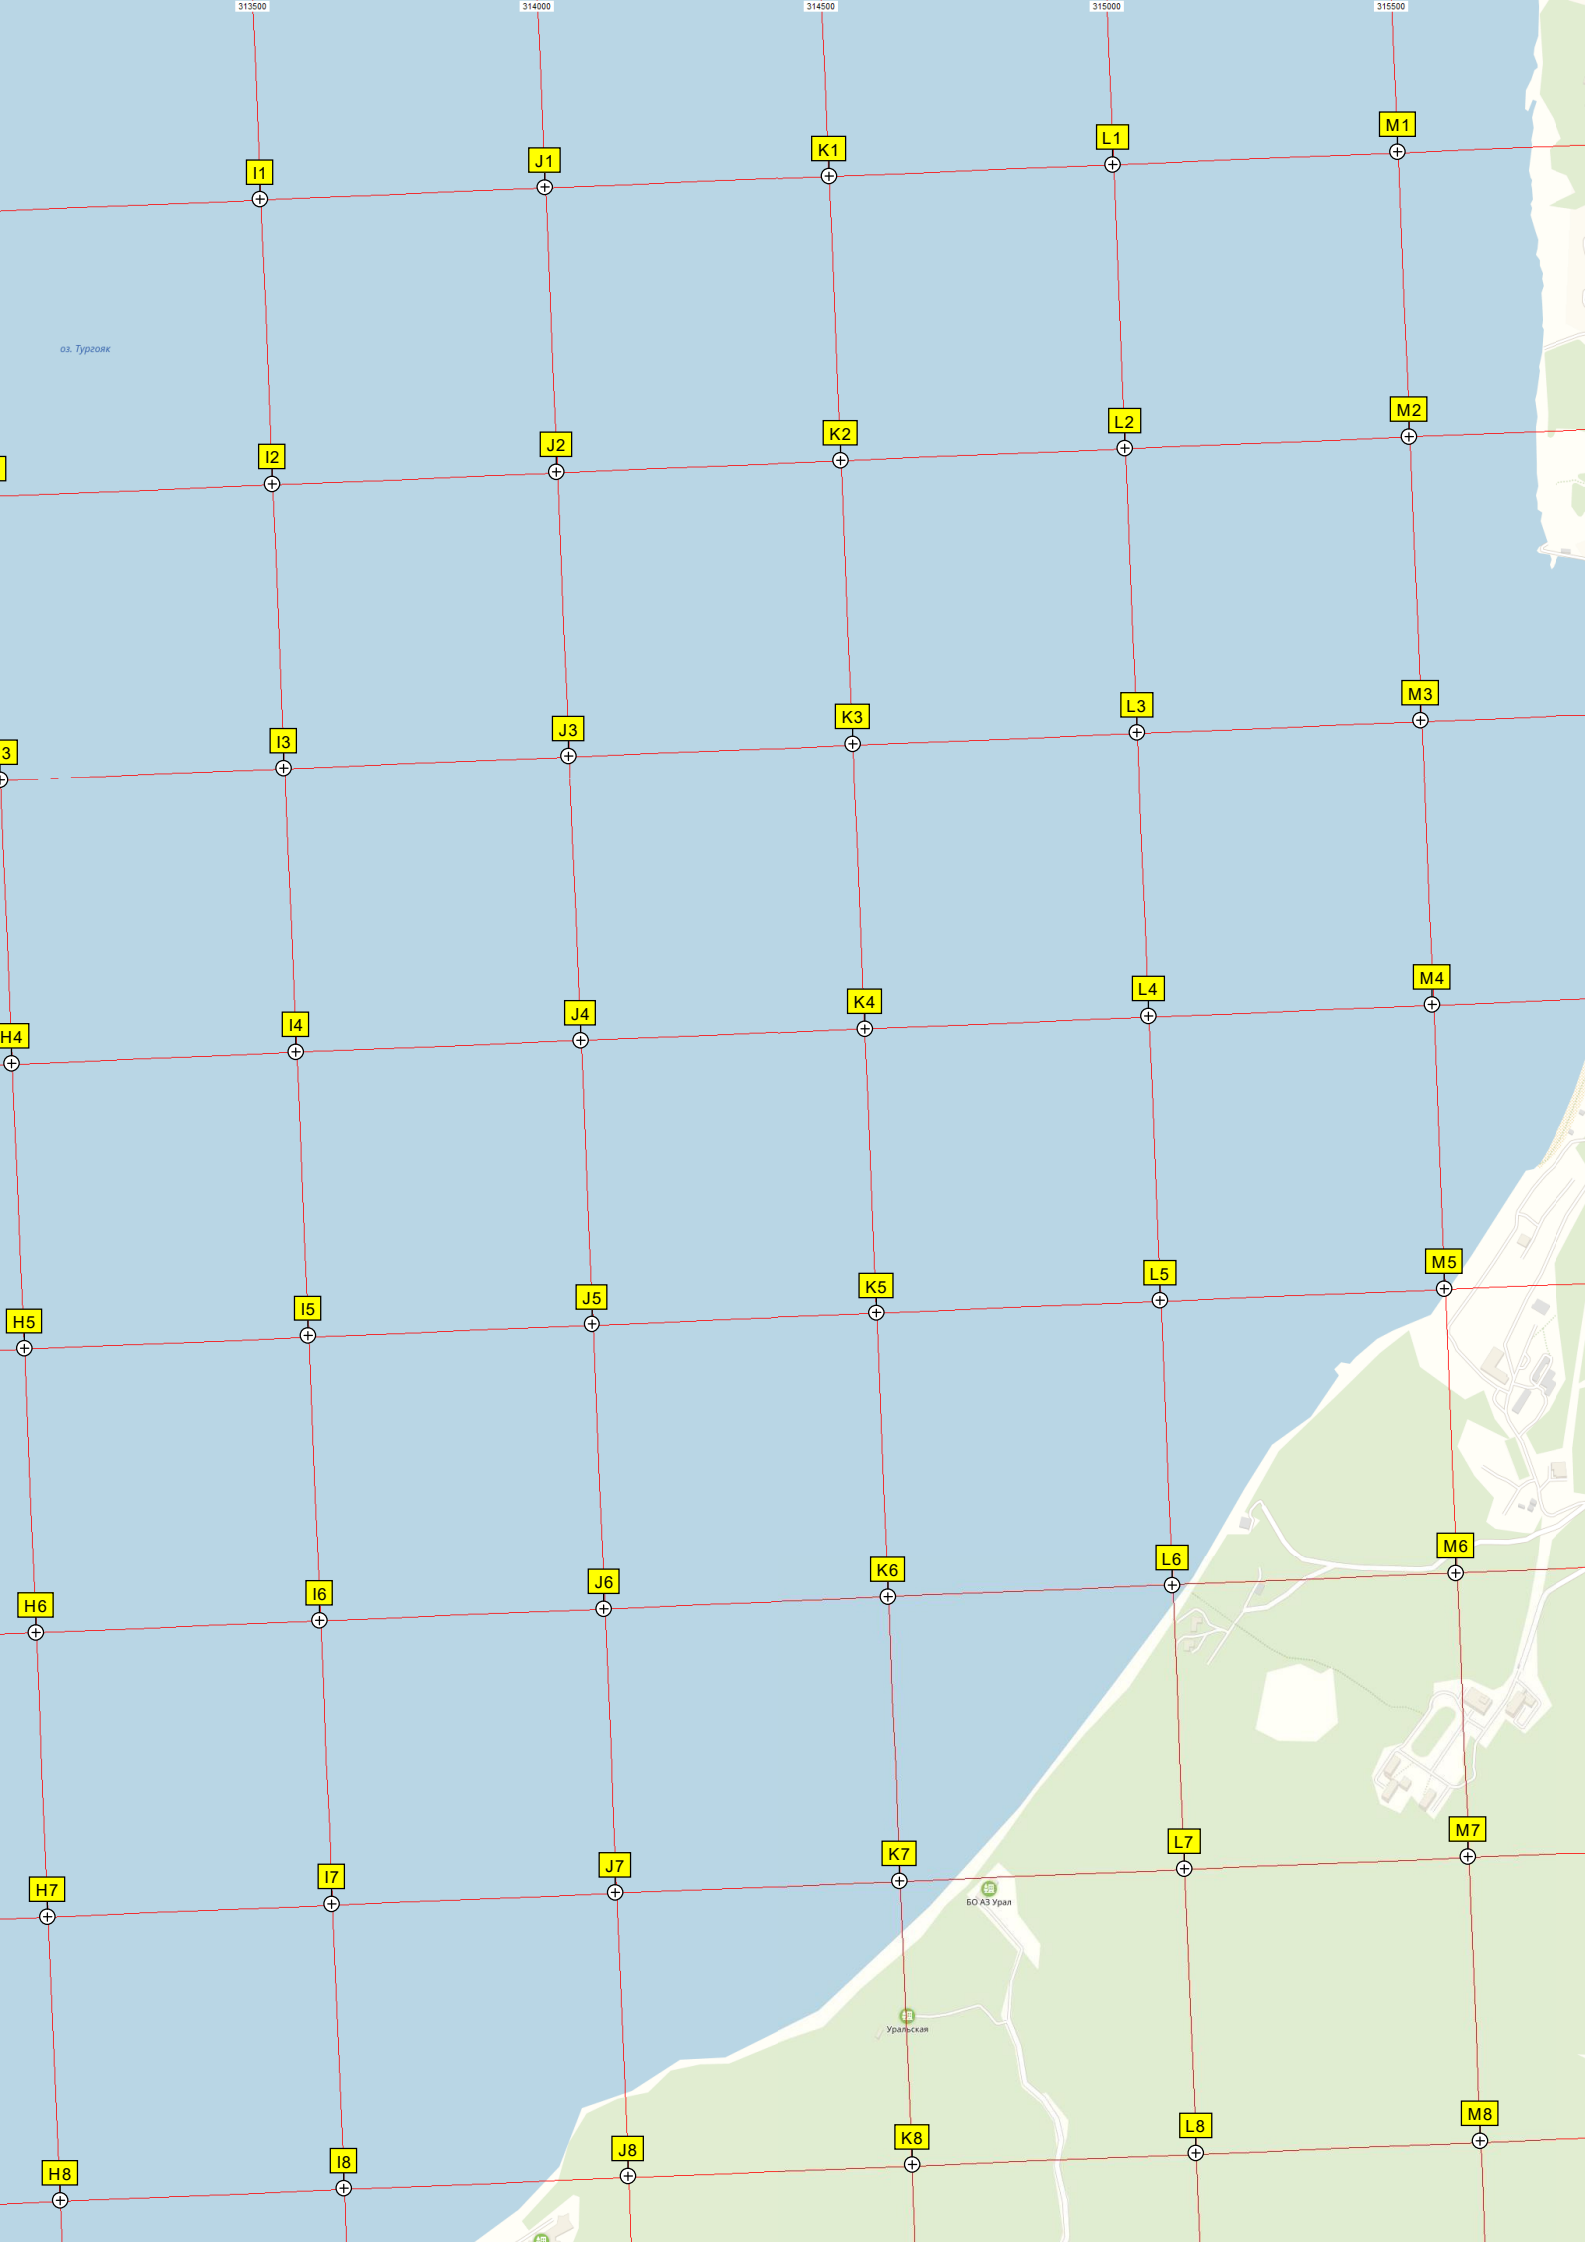 313500 314000 314500 315000 315500
I1 J1 K1 L1 M1
оз. Тургояк
I2 J2 K2 L2 M2
3 I3 J3 K3 L3 M3
H4 I4 J4 K4 L4 M4
H5 I5 J5 K5 L5 M5
H6 I6 J6 K6 L6 M6
H7 I7 J7 K7 L7 M7
БО АЗ Урал
Уральская
H8 I8 J8 K8 L8 M8